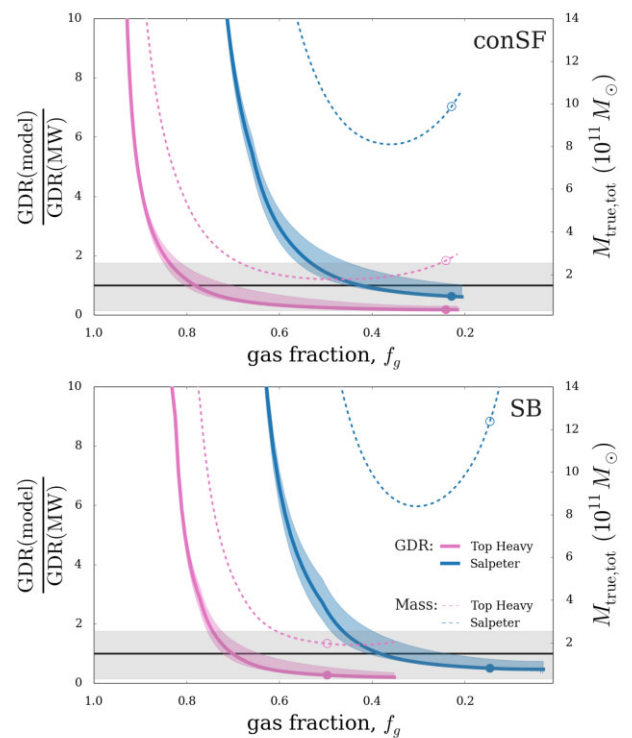 conSF
GDR(model)
GDR(MW)
10
8
6
4
2
0
14
12
10
8
6
4
2
M_true,tot (10^11 M_⊙)
1.0 0.8 0.6 0.4 0.2
gas fraction, f_g
SB
GDR(model)
GDR(MW)
10
8
6
4
2
0
14
12
10
8
6
4
2
M_true,tot (10^11 M_⊙)
GDR: Top Heavy
Salpeter
Mass: Top Heavy
Salpeter
1.0 0.8 0.6 0.4 0.2
gas fraction, f_g